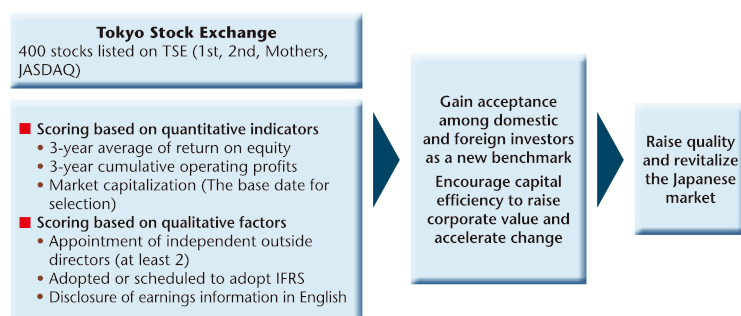 Tokyo Stock Exchange
400 stocks listed on TSE (1st, 2nd, Mothers,
JASDAQ)
■ Scoring based on quantitative indicators
• 3-year average of return on equity
• 3-year cumulative operating profits
• Market capitalization (The base date for
selection)
■ Scoring based on qualitative factors
• Appointment of independent outside
directors (at least 2)
• Adopted or scheduled to adopt IFRS
• Disclosure of earnings information in English
Gain acceptance
among domestic
and foreign investors
as a new benchmark
Encourage capital
efficiency to raise
corporate value and
accelerate change
Raise quality
and revitalize
the Japanese
market